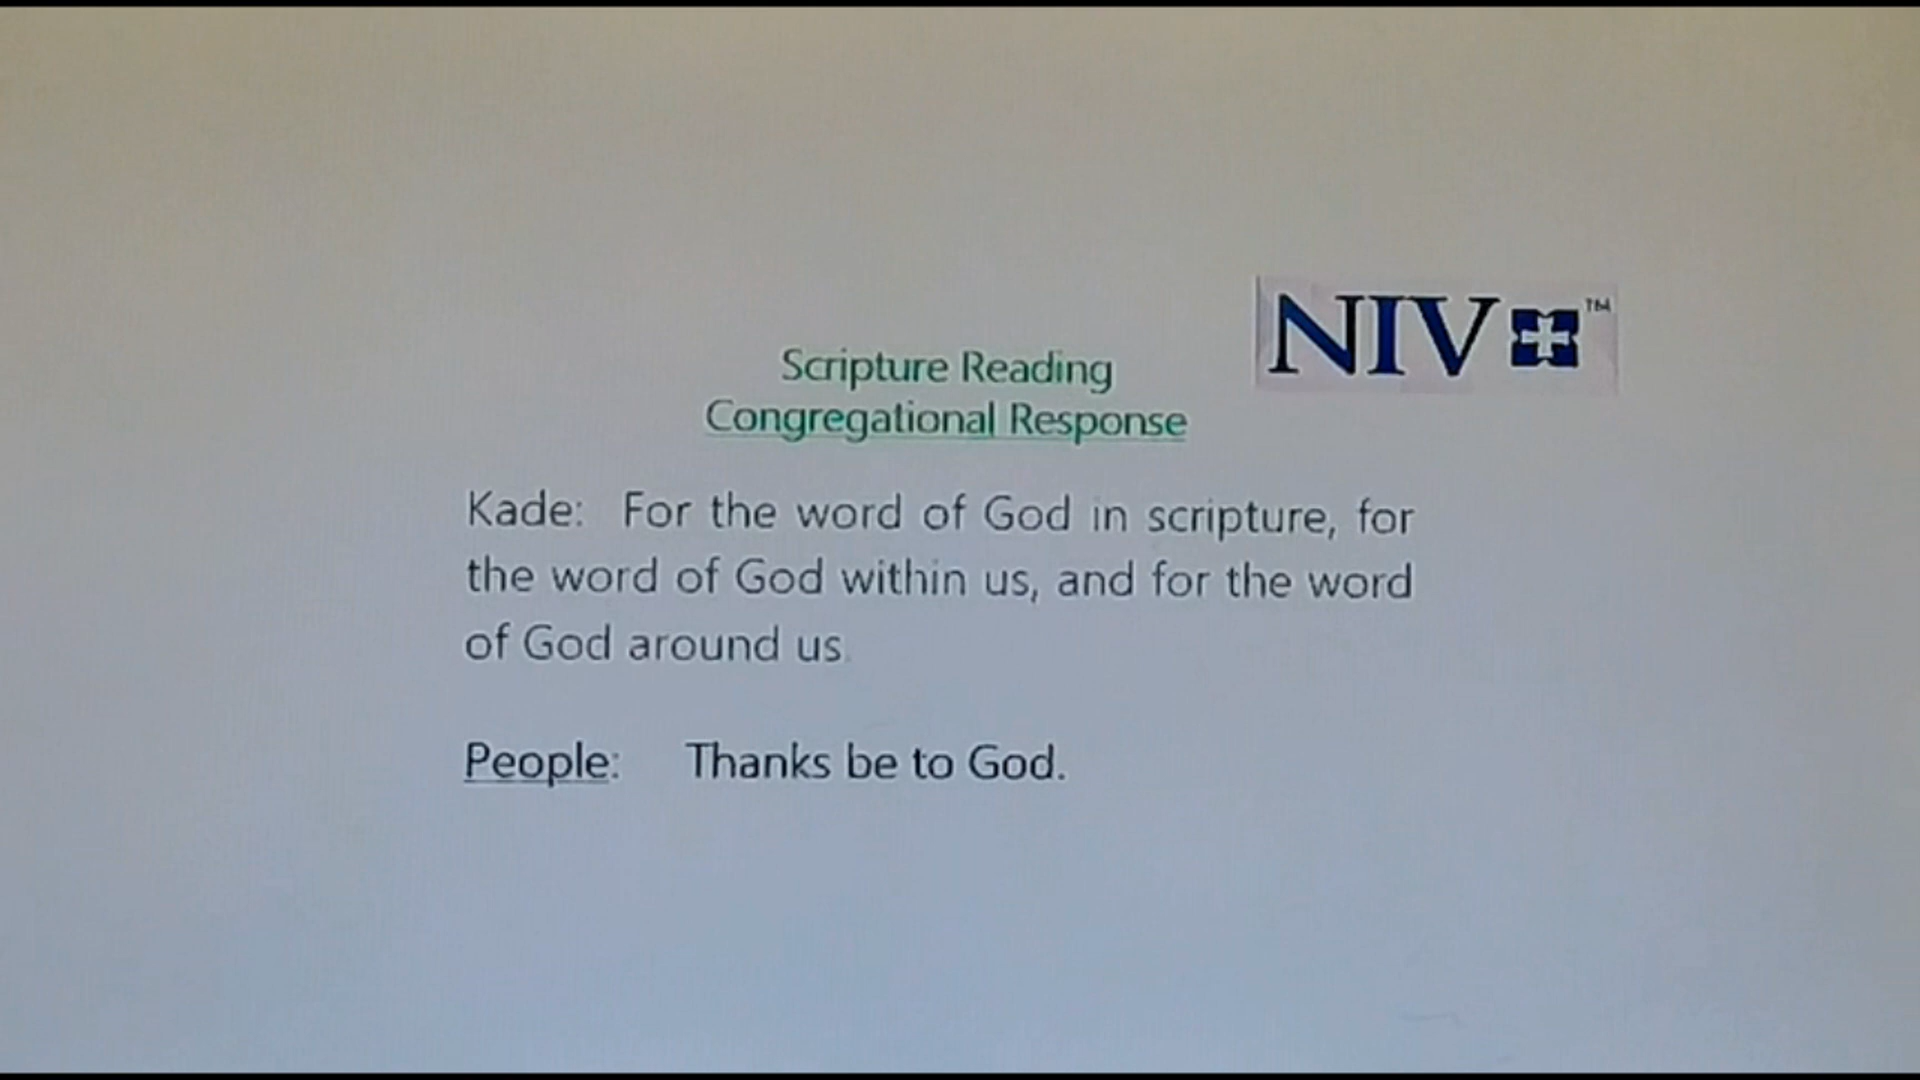 NIV™
Scripture Reading
Congregational Response
Kade: For the word of God in scripture, for
the word of God within us, and for the word
of God around us.
People: Thanks be to God.